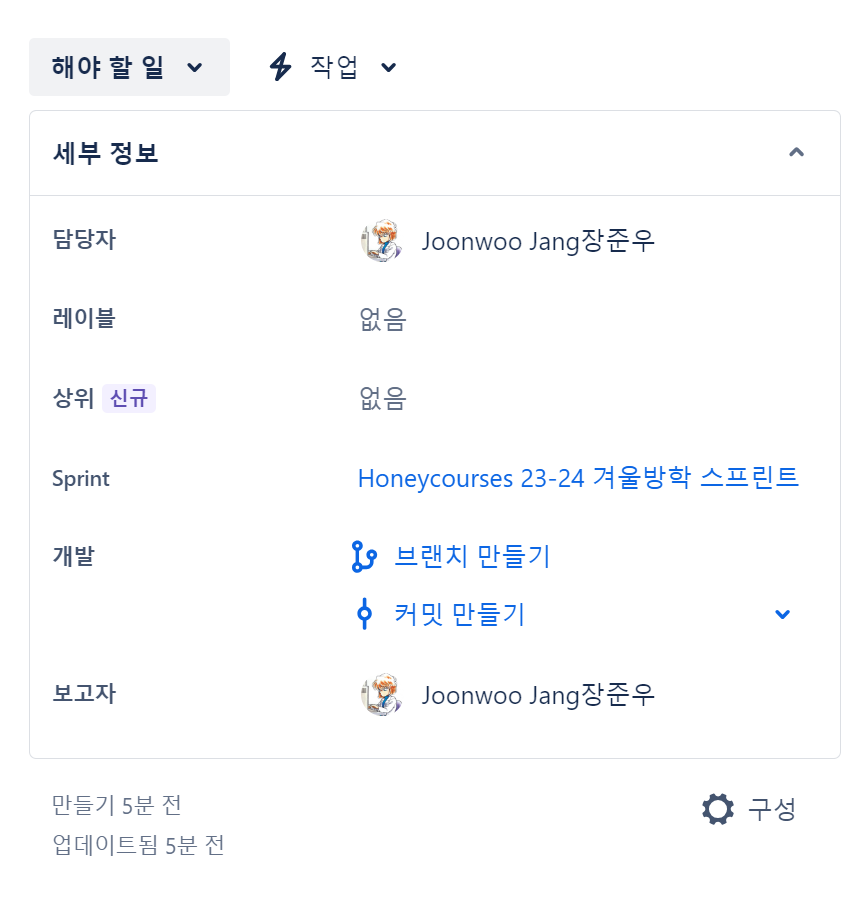 해야 할 일 작업
세부 정보
담당자 Joonwoo Jang장준우
레이블 없음
상위 신규 없음
Sprint Honeycourses 23-24 겨울방학 스프린트
개발 브랜치 만들기
커밋 만들기
보고자 Joonwoo Jang장준우
만들기 5분 전 구성
업데이트됨 5분 전